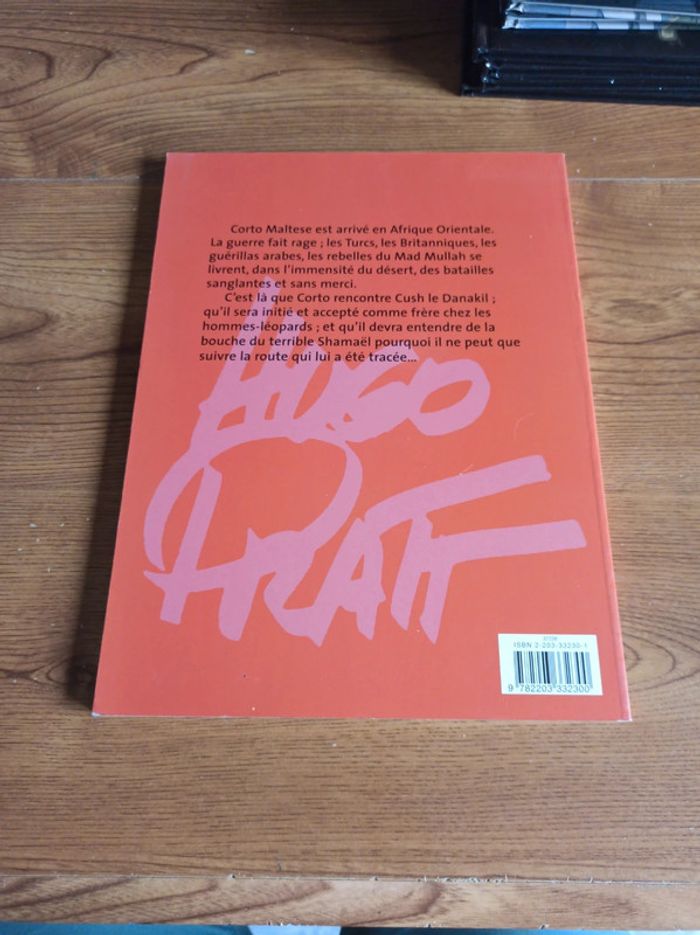 Corto Maltese est arrivé en Afrique Orientale.
La guerre fait rage ; les Turcs, les Britanniques, les
guérillas arabes, les rebelles du Mad Mullah se
livrent, dans l'immensité du désert, des batailles
sanglantes et sans merci.
C'est là que Corto rencontre Cush le Danakil ;
qu'il sera initié et accepté comme frère chez les
hommes-léopards ; et qu'il devra entendre de la
bouche du terrible Shamaël pourquoi il ne peut que
suivre la route qui lui a été tracée...
HUGO
PRATT
ISBN 2-203-33230-1
9 782203 332300